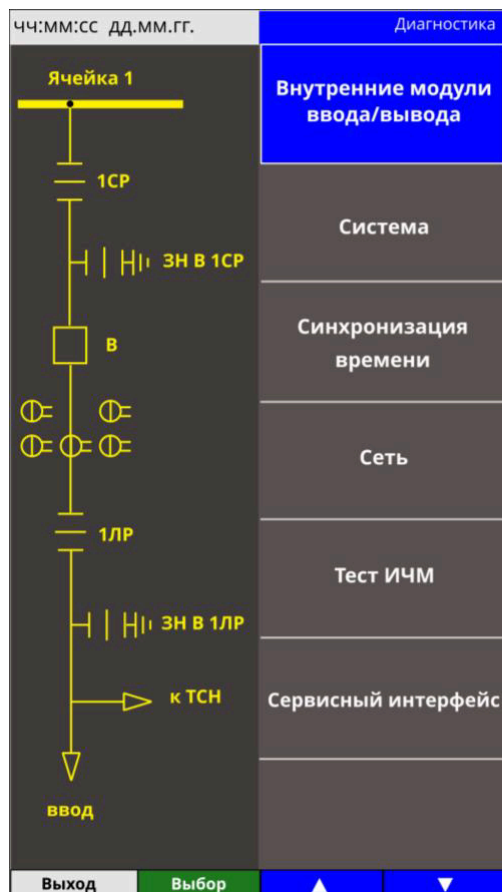 чч:мм:сс дд.мм.гг.
Диагностика
Ячейка 1
1СР
ЗН В 1СР
В
1ЛР
ЗН В 1ЛР
к ТСН
ввод
Внутренние модули
ввода/вывода
Система
Синхронизация
времени
Сеть
Тест ИЧМ
Сервисный интерфейс
Выход
Выбор